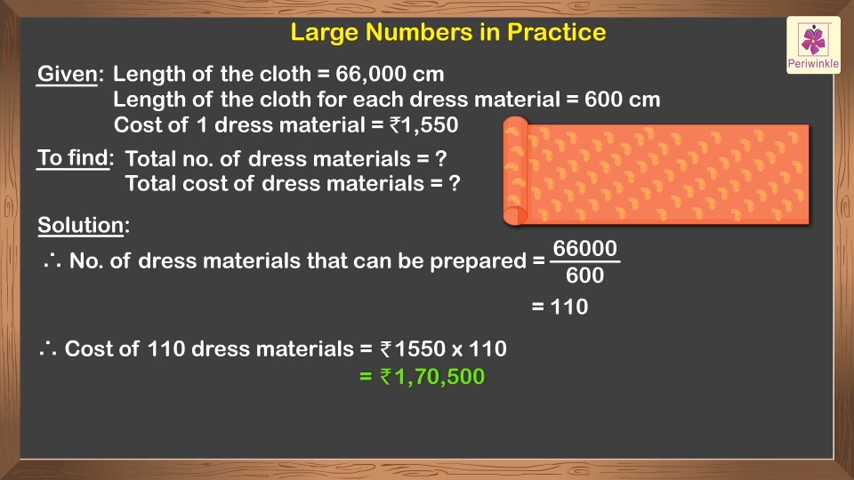 Large Numbers in Practice
Periwinkle
Given: Length of the cloth = 66,000 cm
Length of the cloth for each dress material = 600 cm
Cost of 1 dress material = ₹1,550
To find: Total no. of dress materials = ?
Total cost of dress materials = ?
Solution:
∴ No. of dress materials that can be prepared = 66000
600
= 110
∴ Cost of 110 dress materials = ₹1550 x 110
= ₹1,70,500